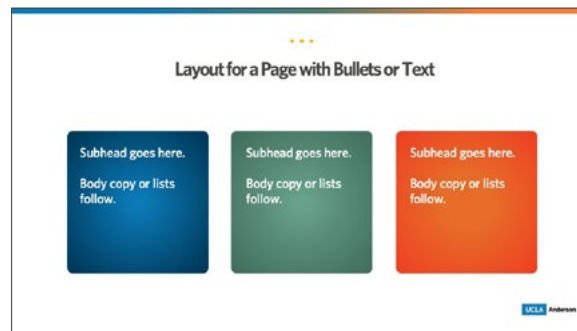 Layout for a Page with Bullets or Text
Subhead goes here.
Body copy or lists
follow.
Subhead goes here.
Body copy or lists
follow.
Subhead goes here.
Body copy or lists
follow.
UCLA Anderson